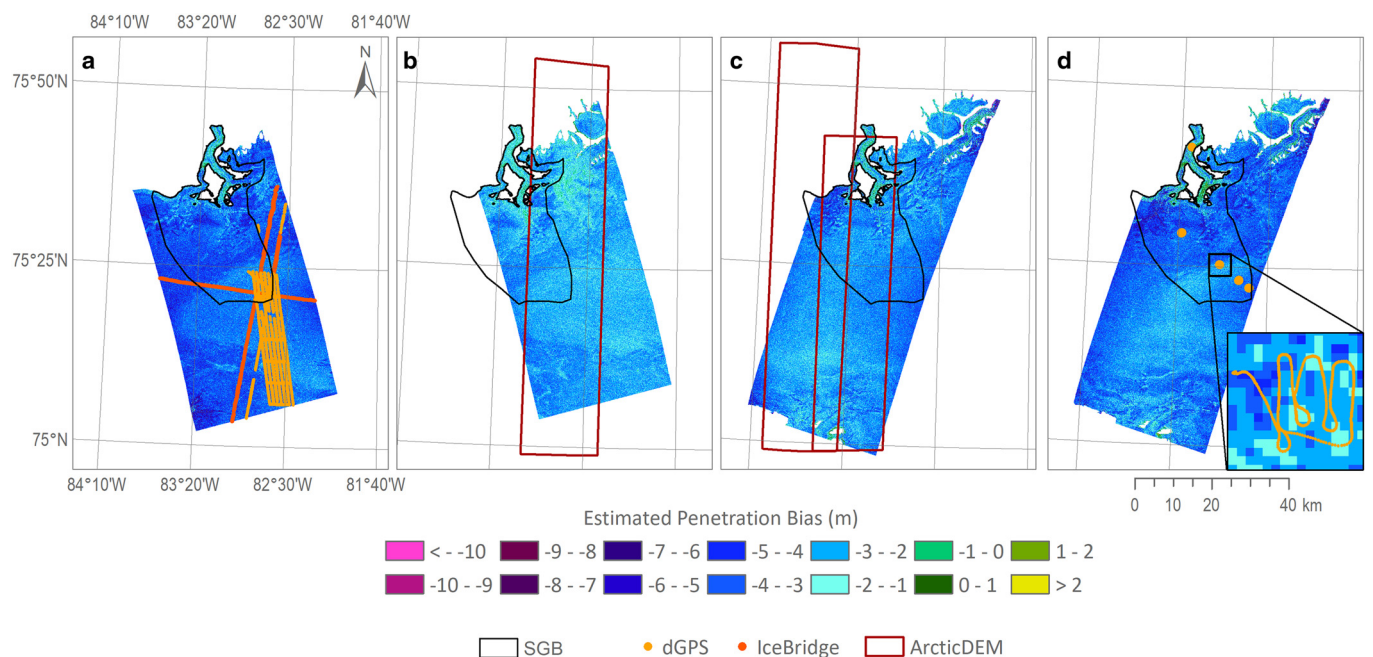 84°10'W 83°20'W 82°30'W 81°40'W
a b c d
N
75°50'N
75°25'N
75°N
84°10'W 83°20'W 82°30'W 81°40'W
0 20 40 km
10
Estimated Penetration Bias (m)
< - -10 -9 - -8 -7 - -6 -5 - -4 -3 - -2 -1 - 0 1 - 2
-10 - -9 -8 - -7 -6 - -5 -4 - -3 -2 - -1 0 - 1 > 2
SGB dGPS IceBridge ArcticDEM